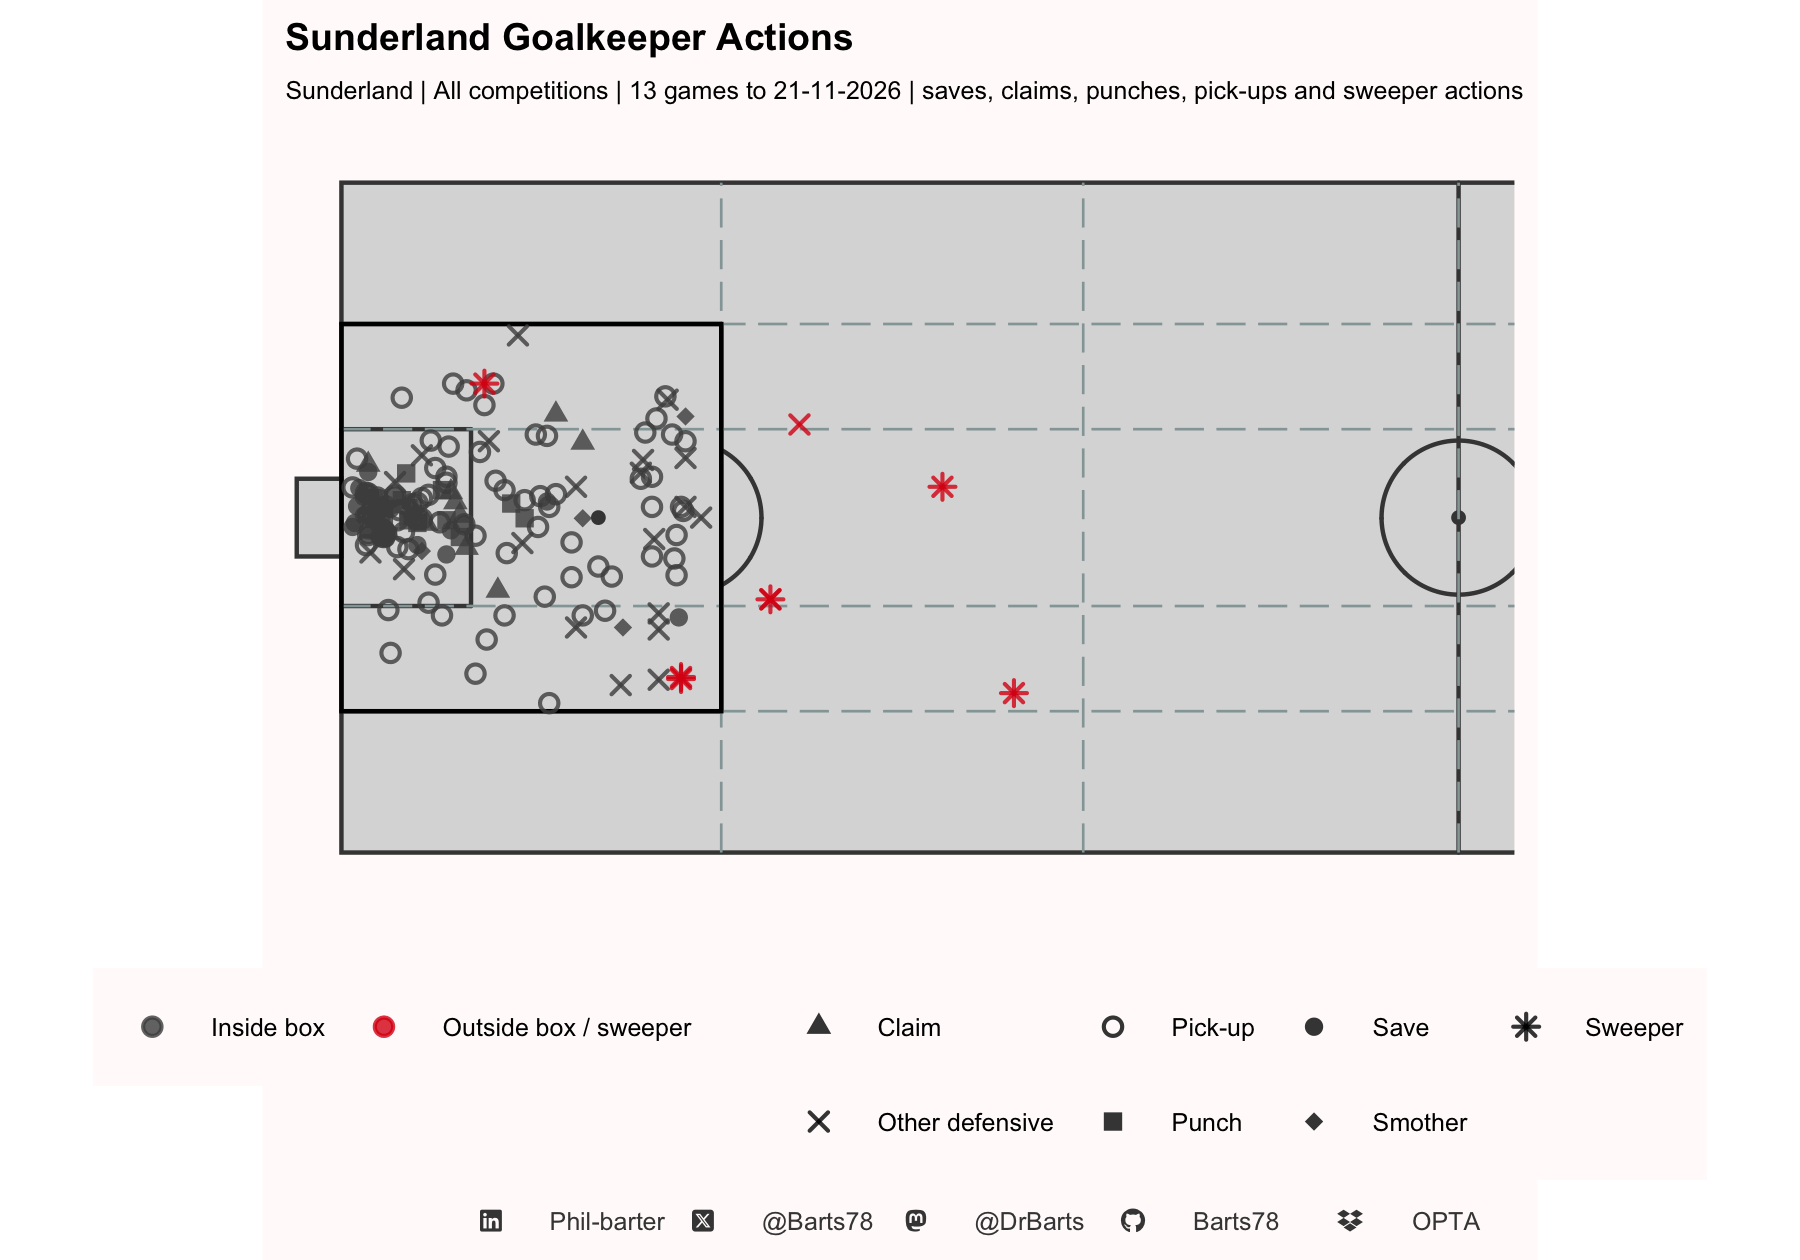 Sunderland Goalkeeper Actions
Sunderland | All competitions | 13 games to 21-11-2026 | saves, claims, punches, pick-ups and sweeper actions
Inside box Outside box / sweeper Claim Pick-up Save Sweeper
Other defensive Punch Smother
Phil-barter @Barts78 @DrBarts Barts78 OPTA